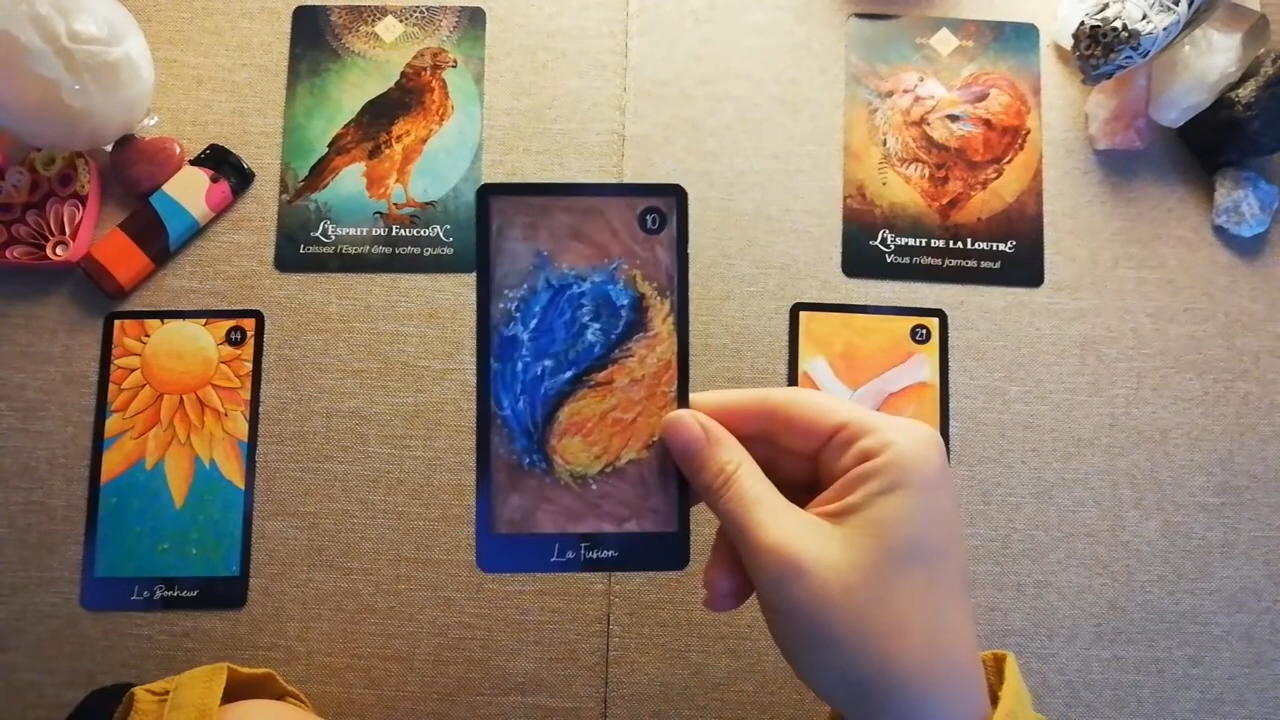 L'Esprit du Faucon
Laissez l'Esprit être votre guide
L'Esprit de la Loutre
Vous n'êtes jamais seul
10
La Fusion
44
Le Bonheur
29